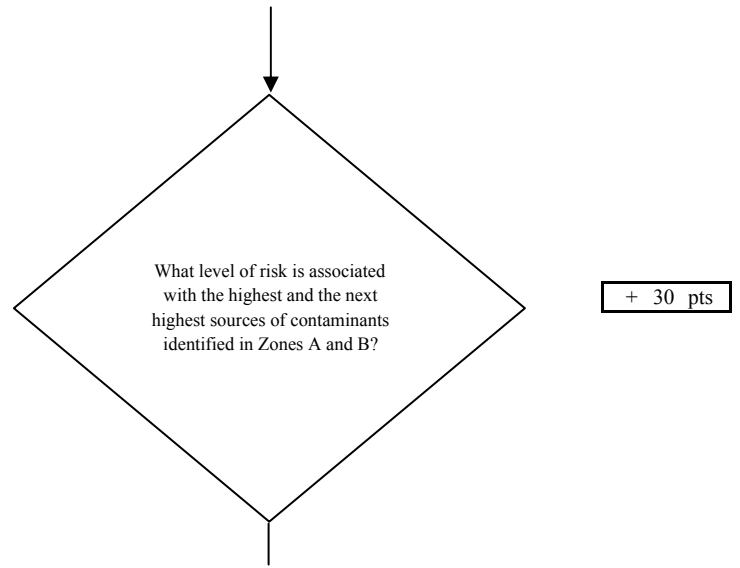 What level of risk is associated
with the highest and the next
highest sources of contaminants
identified in Zones A and B?
+ 30 pts